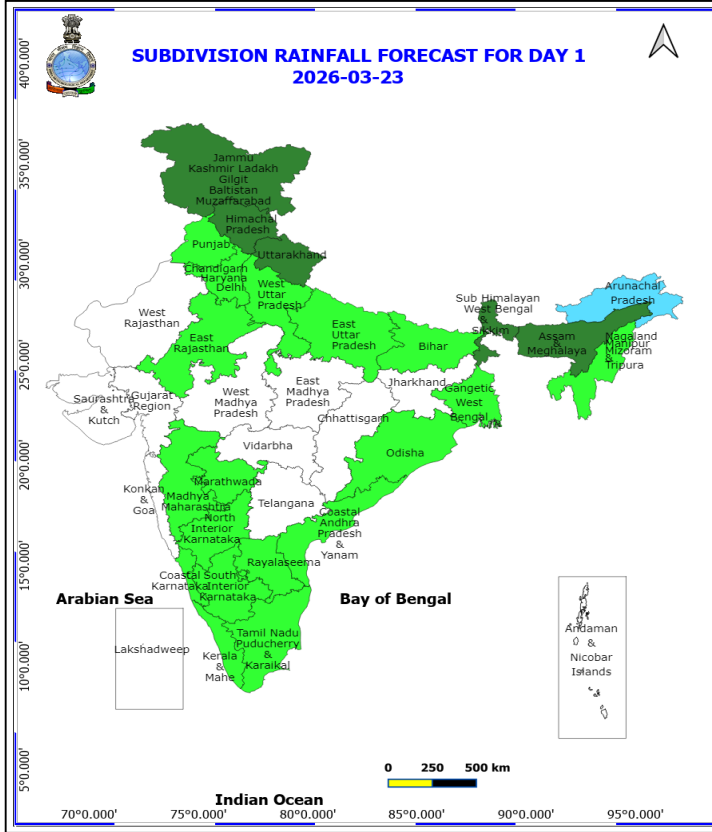 SUBDIVISION RAINFALL FORECAST FOR DAY 1
2026-03-23
40°0.000'
35°0.000'
30°0.000'
25°0.000'
20°0.000'
15°0.000'
10°0.000'
5°0.000'
Jammu
Kashmir Ladakh
Gilgit
Baltistan
Muzaffarabad
Himachal
Pradesh
Punjab
Uttarakhand
Chandigarh
Haryana
Delhi
West
Uttar
Pradesh
West
Rajasthan
East
Rajasthan
East
Uttar
Pradesh
Bihar
Sub Himalayan
West Bengal
&
Sikkim
Arunachal
Pradesh
Assam
&
Meghalaya
Nagaland
Manipur
Mizoram
&
Tripura
Saurashtra
&
Kutch
Gujarat
Region
West
Madhya
Pradesh
East
Madhya
Pradesh
Jharkhand
Chhattisgarh
Gangetic
West
Bengal
Odisha
Vidarbha
Konkan
&
Goa
Madhya
Maharashtra
Marathwada
Telangana
North
Interior
Karnataka
Coastal
Andhra
Pradesh
&
Yanam
Rayalaseema
Coastal
Karnataka
South
Interior
Karnataka
Arabian Sea
Bay of Bengal
Lakshadweep
Kerala
&
Mahe
Tamil Nadu
Puducherry
&
Karaikal
Andaman
&
Nicobar
Islands
0 250 500 km
Indian Ocean
70°0.000' 75°0.000' 80°0.000' 85°0.000' 90°0.000' 95°0.000'